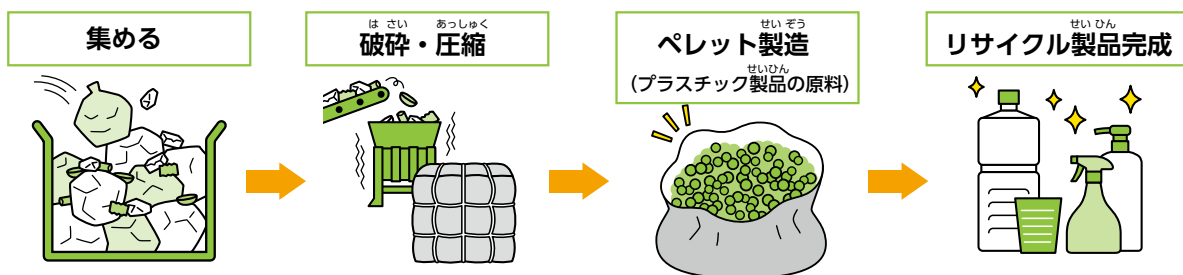 集める
は さい あっしゅく
破砕・圧縮
せい ぞう
ペレット製造
せいひん
(プラスチック製品の原料)
せい ひん
リサイクル製品完成